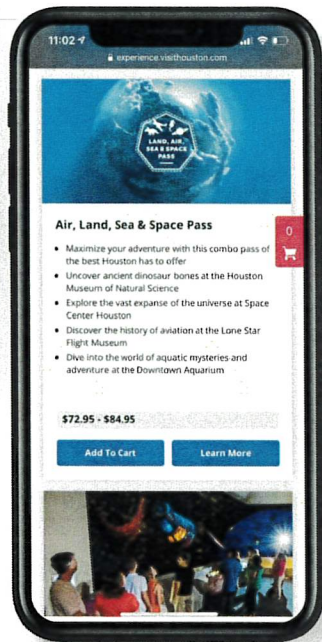 11:02
experience.visithouston.com
LAND, AIR,
SEA & SPACE
PASS
Air, Land, Sea & Space Pass
0
• Maximize your adventure with this combo pass of
the best Houston has to offer
• Uncover ancient dinosaur bones at the Houston
Museum of Natural Science
• Explore the vast expanse of the universe at Space
Center Houston
• Discover the history of aviation at the Lone Star
Flight Museum
• Dive into the world of aquatic mysteries and
adventure at the Downtown Aquarium
$72.95 - $84.95
Add To Cart
Learn More